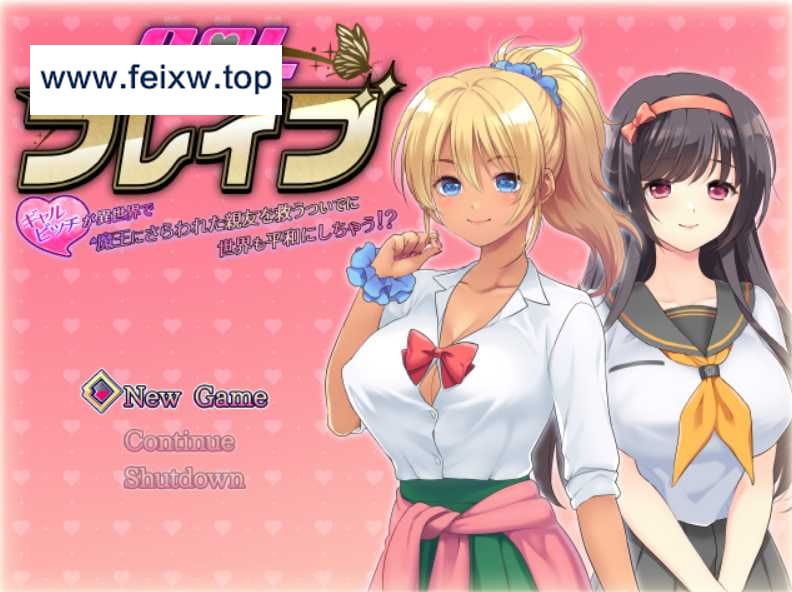 www.feixw.top
ブレイブ
ギャル
ビッチが異世界で
魔王にさらわれた親友を救うついでに
世界も平和にしちゃう!?
New Game
Continue
Shutdown